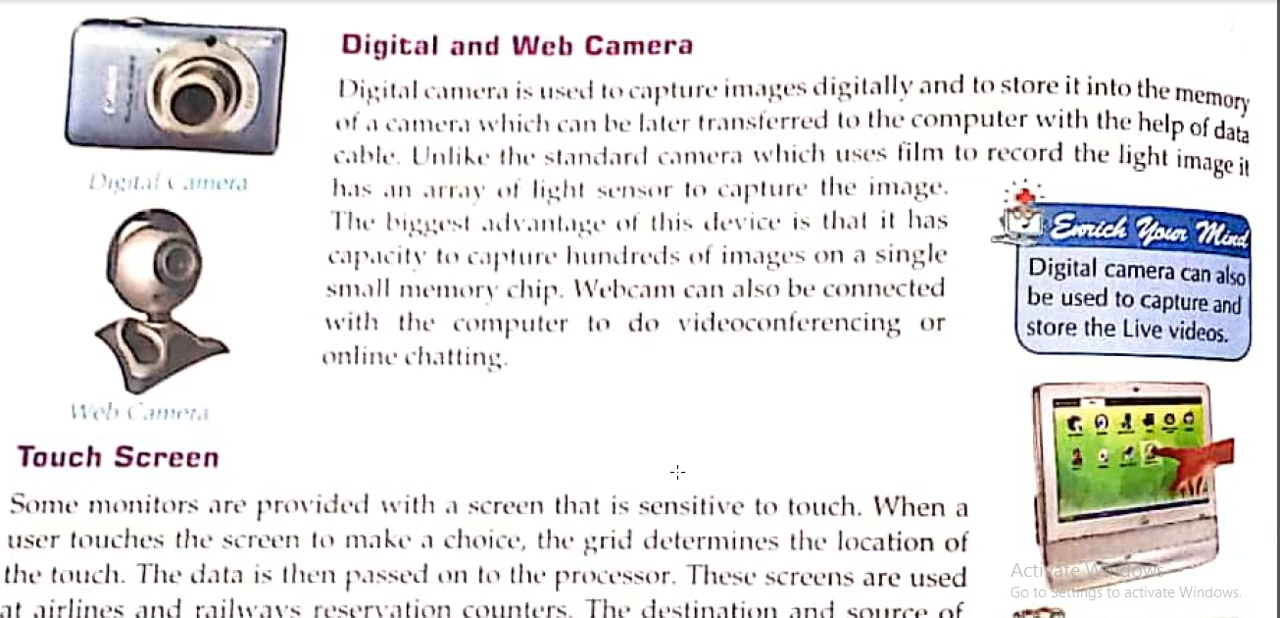 Digital and Web Camera
Digital camera is used to capture images digitally and to store it into the memory
of a camera which can be later transferred to the computer with the help of data
cable. Unlike the standard camera which uses film to record the light image it
has an array of light sensor to capture the image.
The biggest advantage of this device is that it has
capacity to capture hundreds of images on a single
small memory chip. Webcam can also be connected
with the computer to do videoconferencing or
online chatting.
Digital Camera
Web Camera
Enrich Your Mind
Digital camera can also
be used to capture and
store the Live videos.
Touch Screen
Some monitors are provided with a screen that is sensitive to touch. When a
user touches the screen to make a choice, the grid determines the location of
the touch. The data is then passed on to the processor. These screens are used
at airlines and railways reservation counters. The destination and source of
Activate Windows
Go to Settings to activate Windows.